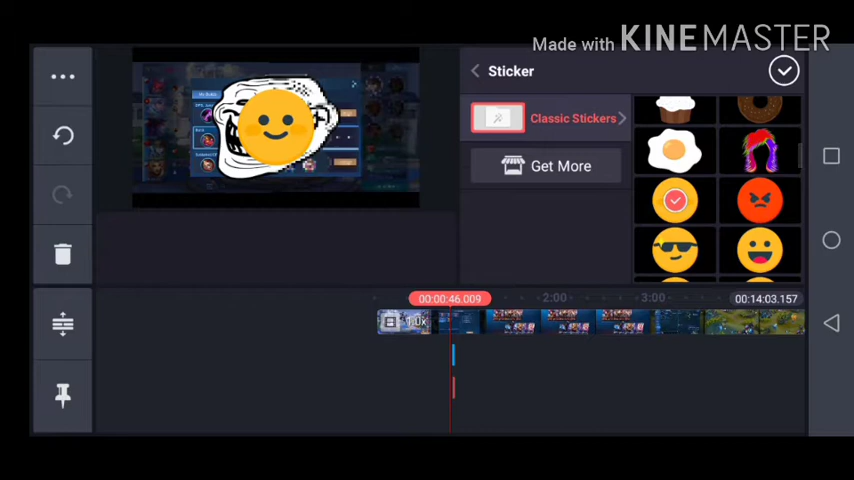 Made with KINEMASTER
Sticker
Classic Stickers
Get More
00:00:46.009
2:00
3:00
00:14:03.157
1.0x